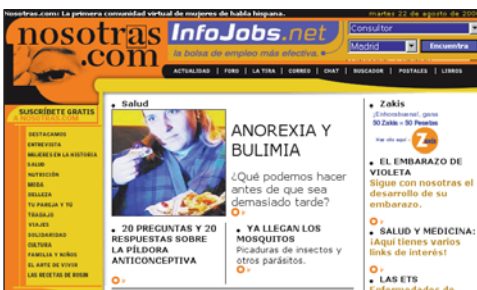 Nosotras.com: La primera comunidad virtual de mujeres de habla hispana.
martes 22 de agosto de 200
nosotras
.com
InfoJobs.net
la bolsa de empleo más efectiva.
Consultor
Madrid
Encuentra
ACTUALIDAD | FORO | LA TIRA | CORREO | CHAT | BUSCADOR | POSTALES | LIBROS
SUSCRÍBETE GRATIS
A NOSOTRAS.COM
DESTACAMOS
ENTREVISTA
MUJERES EN LA HISTORIA
SALUD
NUTRICIÓN
MODA
BELLEZA
TU PAREJA Y TÚ
TRABAJO
VIAJES
SOLIDARIDAD
CULTURA
FAMILIA Y NIÑOS
EL ARTE DE VIVIR
LAS RECETAS DE ROSIN
• Salud
ANOREXIA Y
BULIMIA
¿Qué podemos hacer
antes de que sea
demasiado tarde?
• 20 PREGUNTAS Y 20
RESPUESTAS SOBRE
LA PÍLDORA
ANTICONCEPTIVA
• YA LLEGAN LOS
MOSQUITOS
Picaduras de insectos y
otros parásitos.
• Zakis
¡Enhorabuena!, gana
50 Zakis = 50 Pesetas
Haz clic aquí
• EL EMBARAZO DE
VIOLETA
Sigue con nosotras el
desarrollo de su
embarazo.
• SALUD Y MEDICINA:
¡Aquí tienes varios
links de interés!
• LAS ETS
Enfermedades de